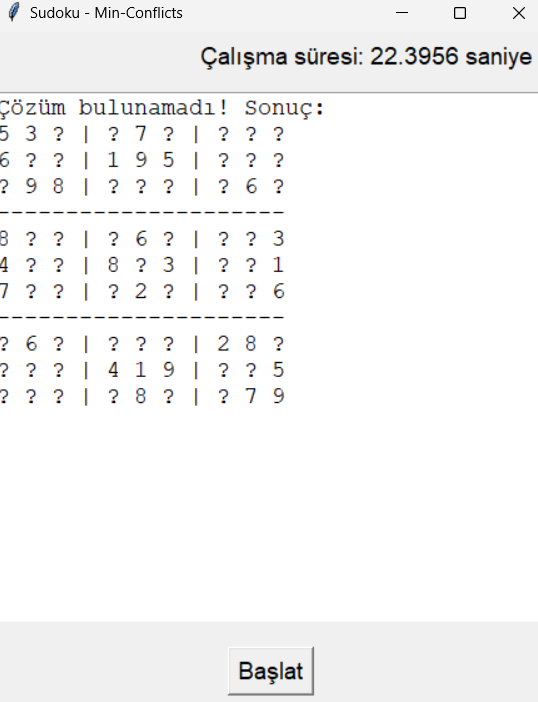 Sudoku - Min-Conflicts
Çalışma süresi: 22.3956 saniye
Çözüm bulunamadı! Sonuç:
5 3 ? | ? 7 ? | ? ? ?
6 ? ? | 1 9 5 | ? ? ?
? 9 8 | ? ? ? | ? 6 ?
---------------------
8 ? ? | ? 6 ? | ? ? 3
4 ? ? | 8 ? 3 | ? ? 1
7 ? ? | ? 2 ? | ? ? 6
---------------------
? 6 ? | ? ? ? | 2 8 ?
? ? ? | 4 1 9 | ? ? 5
? ? ? | ? 8 ? | ? 7 9
Başlat